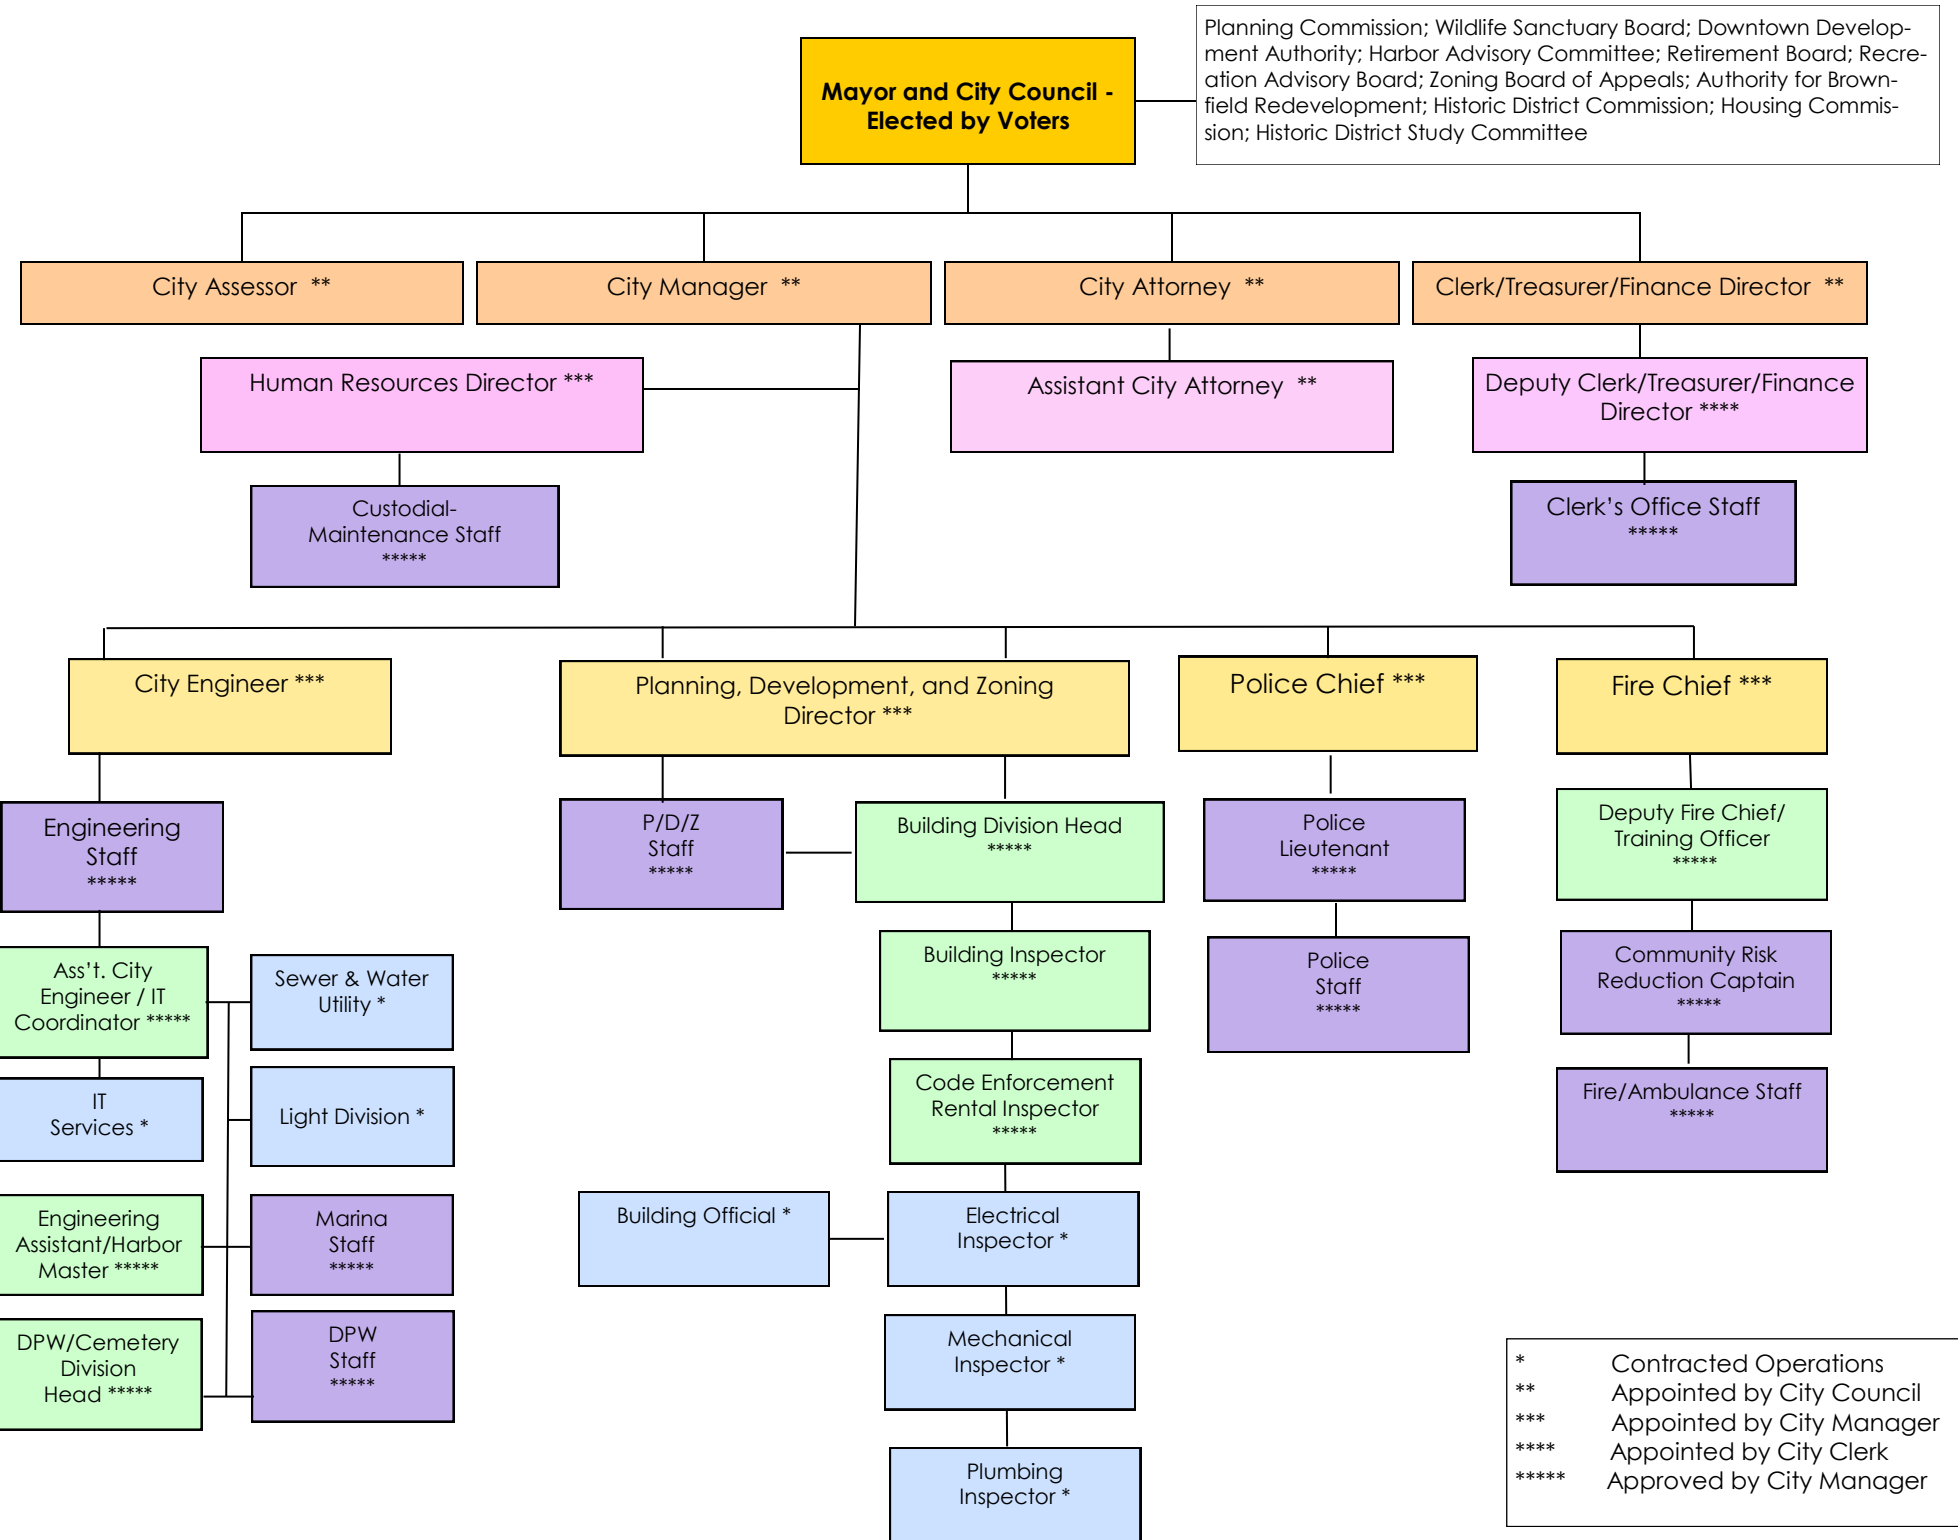 Planning Commission; Wildlife Sanctuary Board; Downtown Develop-
ment Authority; Harbor Advisory Committee; Retirement Board; Recre-
ation Advisory Board; Zoning Board of Appeals; Authority for Brown-
field Redevelopment; Historic District Commission; Housing Commis-
sion; Historic District Study Committee
Mayor and City Council -
Elected by Voters
City Assessor **
City Manager **
City Attorney **
Clerk/Treasurer/Finance Director **
Human Resources Director ***
Assistant City Attorney **
Deputy Clerk/Treasurer/Finance
Director ****
Custodial-
Maintenance Staff
*****
Clerk’s Office Staff
*****
City Engineer ***
Planning, Development, and Zoning
Director ***
Police Chief ***
Fire Chief ***
Engineering
Staff
*****
P/D/Z
Staff
*****
Building Division Head
*****
Police
Lieutenant
*****
Deputy Fire Chief/
Training Officer
*****
Ass’t. City
Engineer / IT
Coordinator *****
Sewer & Water
Utility *
Building Inspector
*****
Police
Staff
*****
Community Risk
Reduction Captain
*****
IT
Services *
Light Division *
Code Enforcement
Rental Inspector
*****
Fire/Ambulance Staff
*****
Engineering
Assistant/Harbor
Master *****
Marina
Staff
*****
Building Official *
Electrical
Inspector *
DPW/Cemetery
Division
Head *****
DPW
Staff
*****
Mechanical
Inspector *
Plumbing
Inspector *
* Contracted Operations
** Appointed by City Council
*** Appointed by City Manager
**** Appointed by City Clerk
***** Approved by City Manager